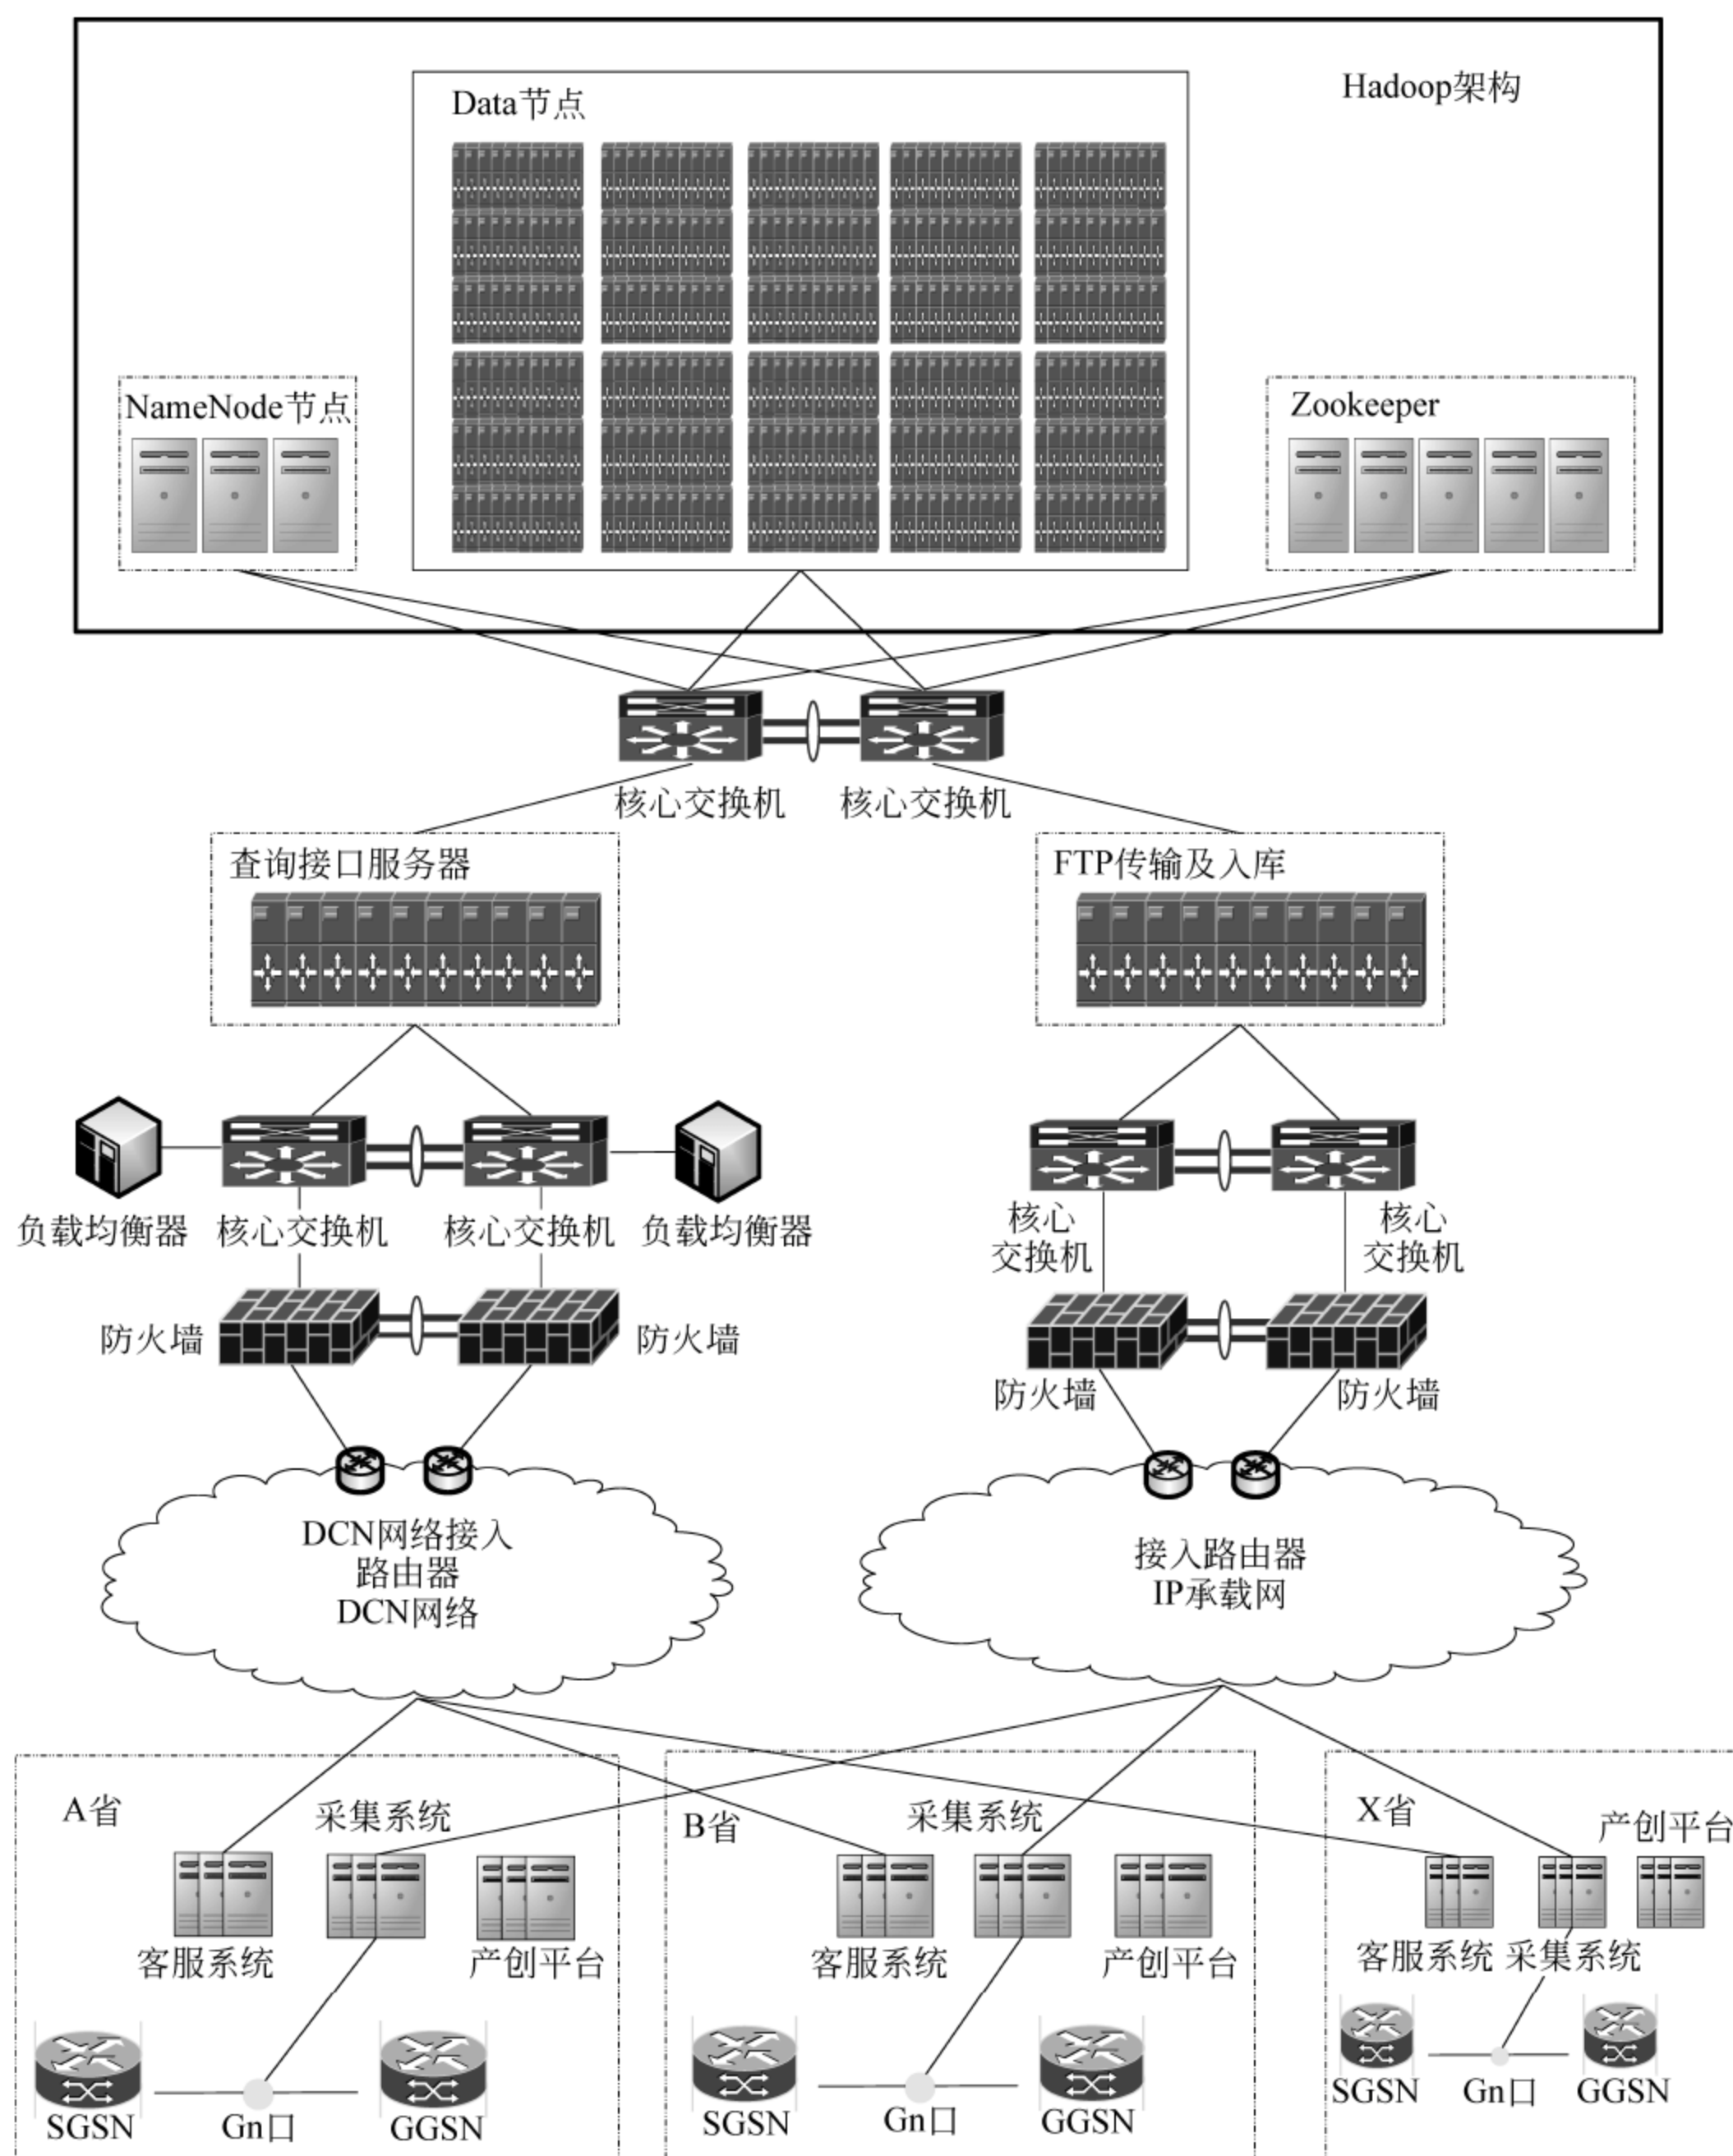 Hadoop架构
Data节点
NameNode节点
Zookeeper
核心交换机
核心交换机
查询接口服务器
FTP传输及入库
负载均衡器
核心交换机
核心交换机
负载均衡器
核心
交换机
核心
交换机
防火墙
防火墙
防火墙
防火墙
DCN网络接入
路由器
DCN网络
接入路由器
IP承载网
A省
采集系统
客服系统
产创平台
SGSN
Gn口
GGSN
B省
采集系统
客服系统
产创平台
SGSN
Gn口
GGSN
X省
产创平台
客服系统
采集系统
SGSN
Gn口
GGSN